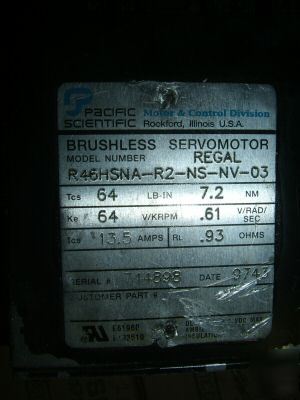 PACIFIC SCIENTIFIC
Motor & Control Division
Rockford, Illinois U.S.A.
BRUSHLESS SERVOMOTOR
MODEL NUMBER REGAL
R46HSNA-R2-NS-NV-03
Tcs 64 LB-IN 7.2 NM
Ke 64 V/KRPM .61 V/RAD/SEC
13.5 AMPS RL .93 OHMS
SERIAL # 714898 DATE 9743
CUSTOMER PART #
E61960